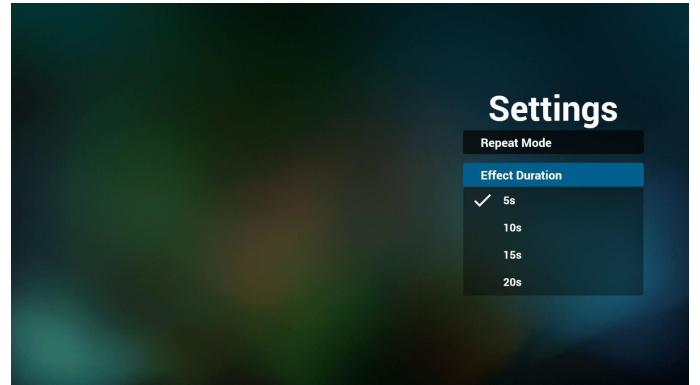 Settings
Repeat Mode
Effect Duration
5s
10s
15s
20s